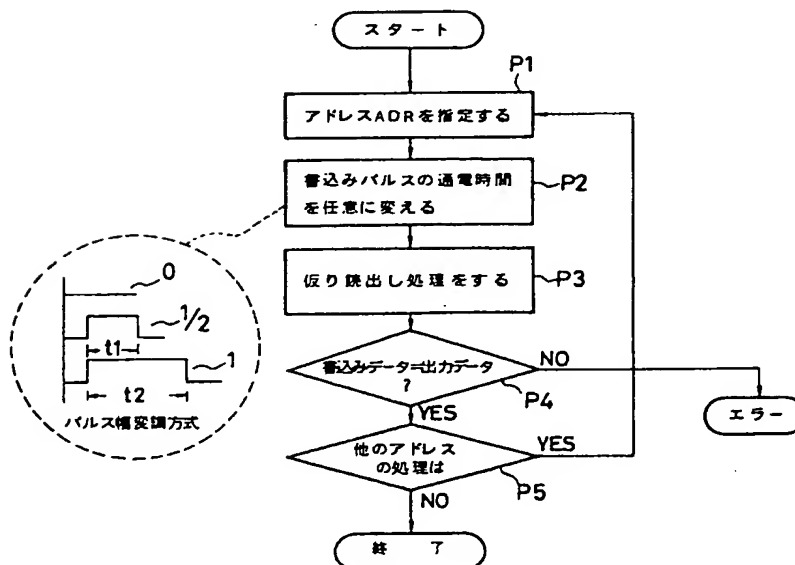 スタート
P1
アドレスADRを指定する
書込みパルスの通電時間
を任意に変える
P2
仮り読出し処理をする
P3
0
1/2
t1
1
t2
パルス幅変調方式
書込みデータ=出力データ
?
NO
P4
YES
エラー
他のアドレス
の処理は
YES
P5
NO
終了